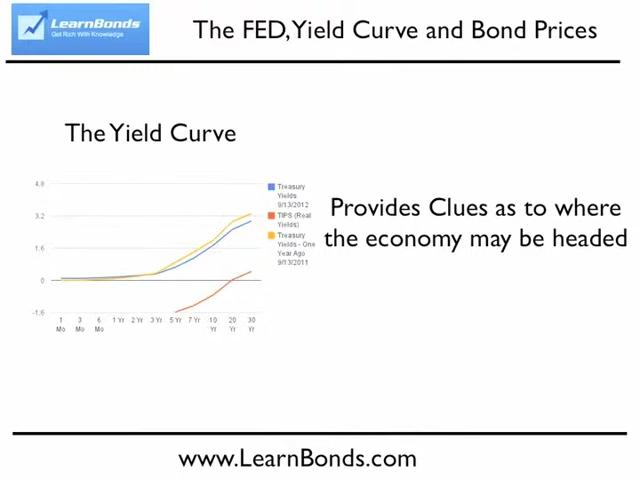 LearnBonds
Get Rich With Knowledge
The FED, Yield Curve and Bond Prices
The Yield Curve
4.8
3.2
1.6
0
-1.6
1 Mo
3 Mo
6 Mo
1 Yr
2 Yr
3 Yr
5 Yr
7 Yr
10 Yr
20 Yr
30 Yr
Treasury
Yields
9/13/2012
TIPS (Real
Yields)
Treasury
Yields - One
Year Ago
9/13/2011
Provides Clues as to where
the economy may be headed
www.LearnBonds.com